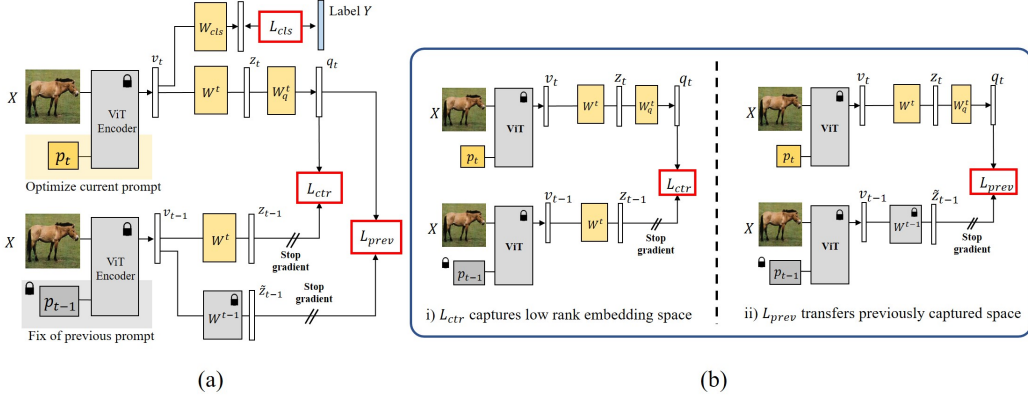 Label Y
W_cls
L_cls
v_t
z_t
q_t
X
ViT
Encoder
W^t
W_q^t
p_t
Optimize current prompt
L_ctr
v_{t-1}
z_{t-1}
X
ViT
Encoder
W^t
Stop
gradient
L_prev
p_{t-1}
z̃_{t-1}
Stop
gradient
W^{t-1}
Fix of previous prompt
(a)
v_t
z_t
q_t
X
ViT
W^t
W_q^t
p_t
L_ctr
v_{t-1}
z_{t-1}
X
ViT
W^t
Stop
gradient
p_{t-1}
i) L_ctr captures low rank embedding space
v_t
z_t
q_t
X
ViT
W^t
W_q^t
p_t
L_prev
v_{t-1}
z̃_{t-1}
X
ViT
W^{t-1}
Stop
gradient
p_{t-1}
ii) L_prev transfers previously captured space
(b)